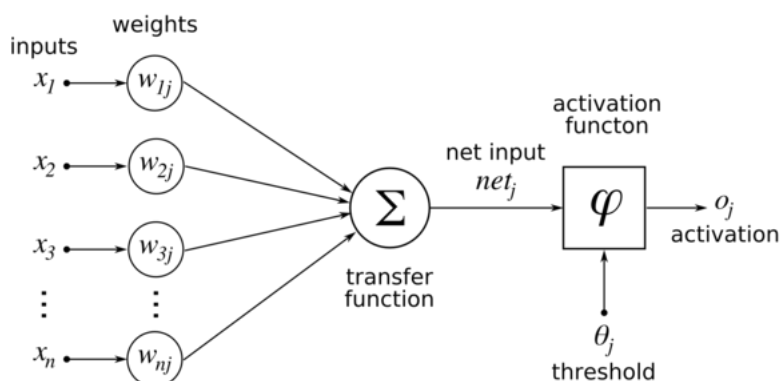 weights
inputs
x₁
w₁ⱼ
x₂
w₂ⱼ
x₃
w₃ⱼ
⋮
⋮
xₙ
wₙⱼ
Σ
transfer
function
net input
netⱼ
activation
functon
φ
oⱼ
activation
θⱼ
threshold